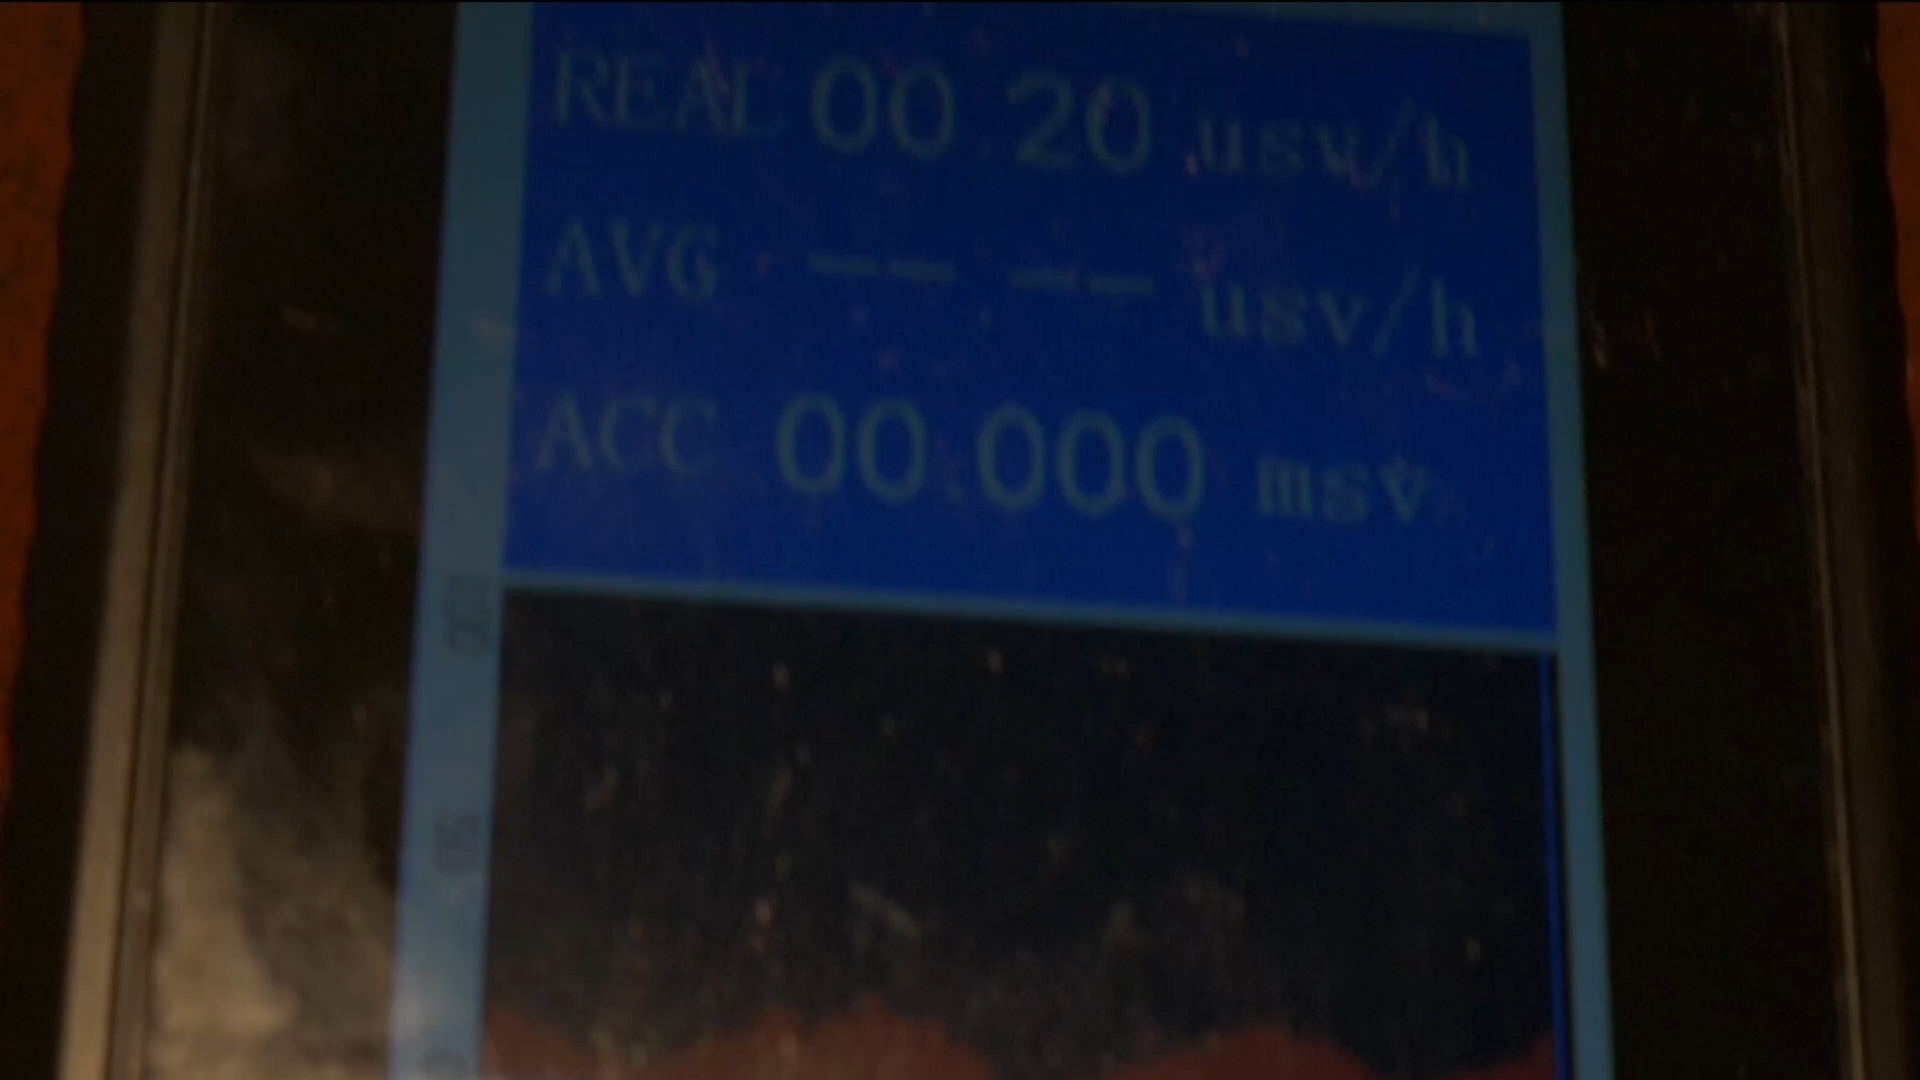 REAL 00.20 usv/h
AVG --.-- usv/h
ACC 00.000 msv